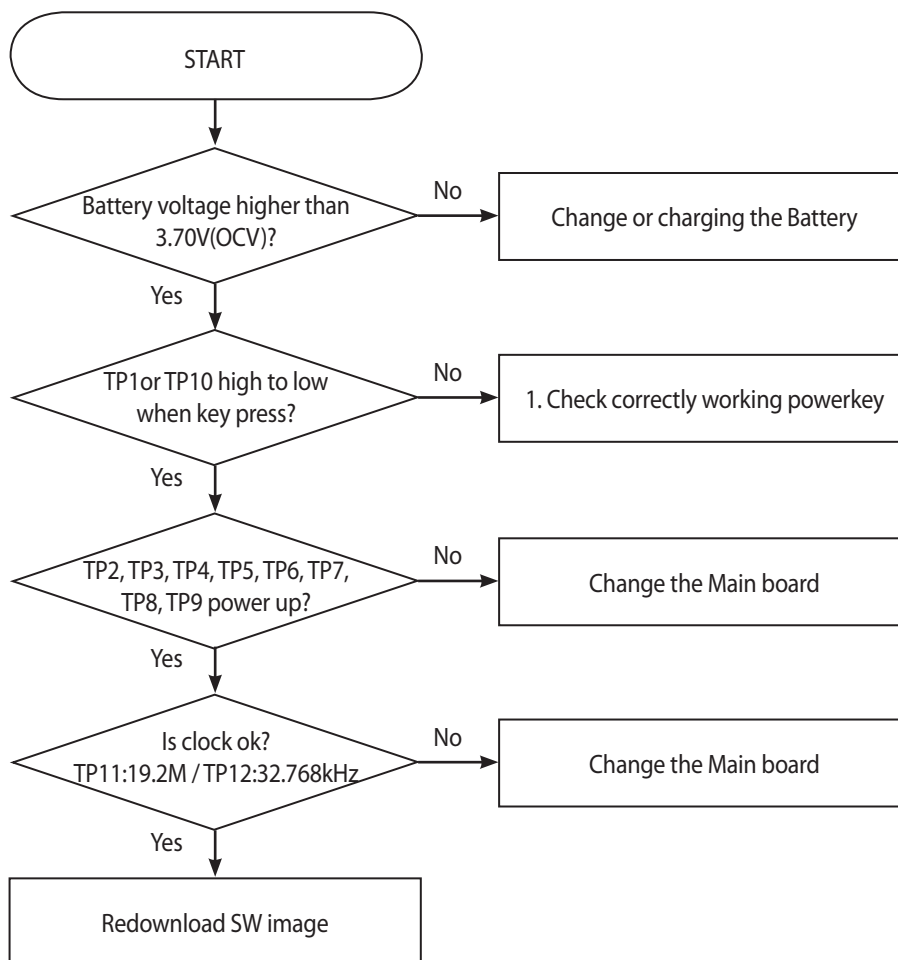 START
Battery voltage higher than
3.70V(OCV)?
No
Change or charging the Battery
Yes
TP1or TP10 high to low
when key press?
No
1. Check correctly working powerkey
Yes
TP2, TP3, TP4, TP5, TP6, TP7,
TP8, TP9 power up?
No
Change the Main board
Yes
Is clock ok?
TP11:19.2M / TP12:32.768kHz
No
Change the Main board
Yes
Redownload SW image